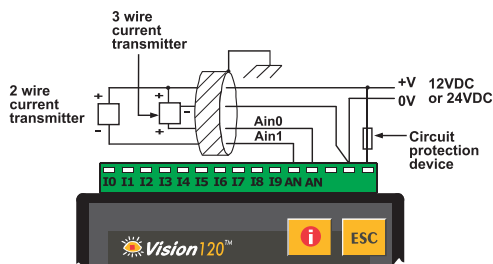 3 wire
current
transmitter
2 wire
current
transmitter
+
-
+
-
+
Ain0
Ain1
+V
0V
12VDC
or 24VDC
Circuit
protection
device
I0 I1 I2 I3 I4 I5 I6 I7 I8 I9 AN AN
Vision120™
i
ESC